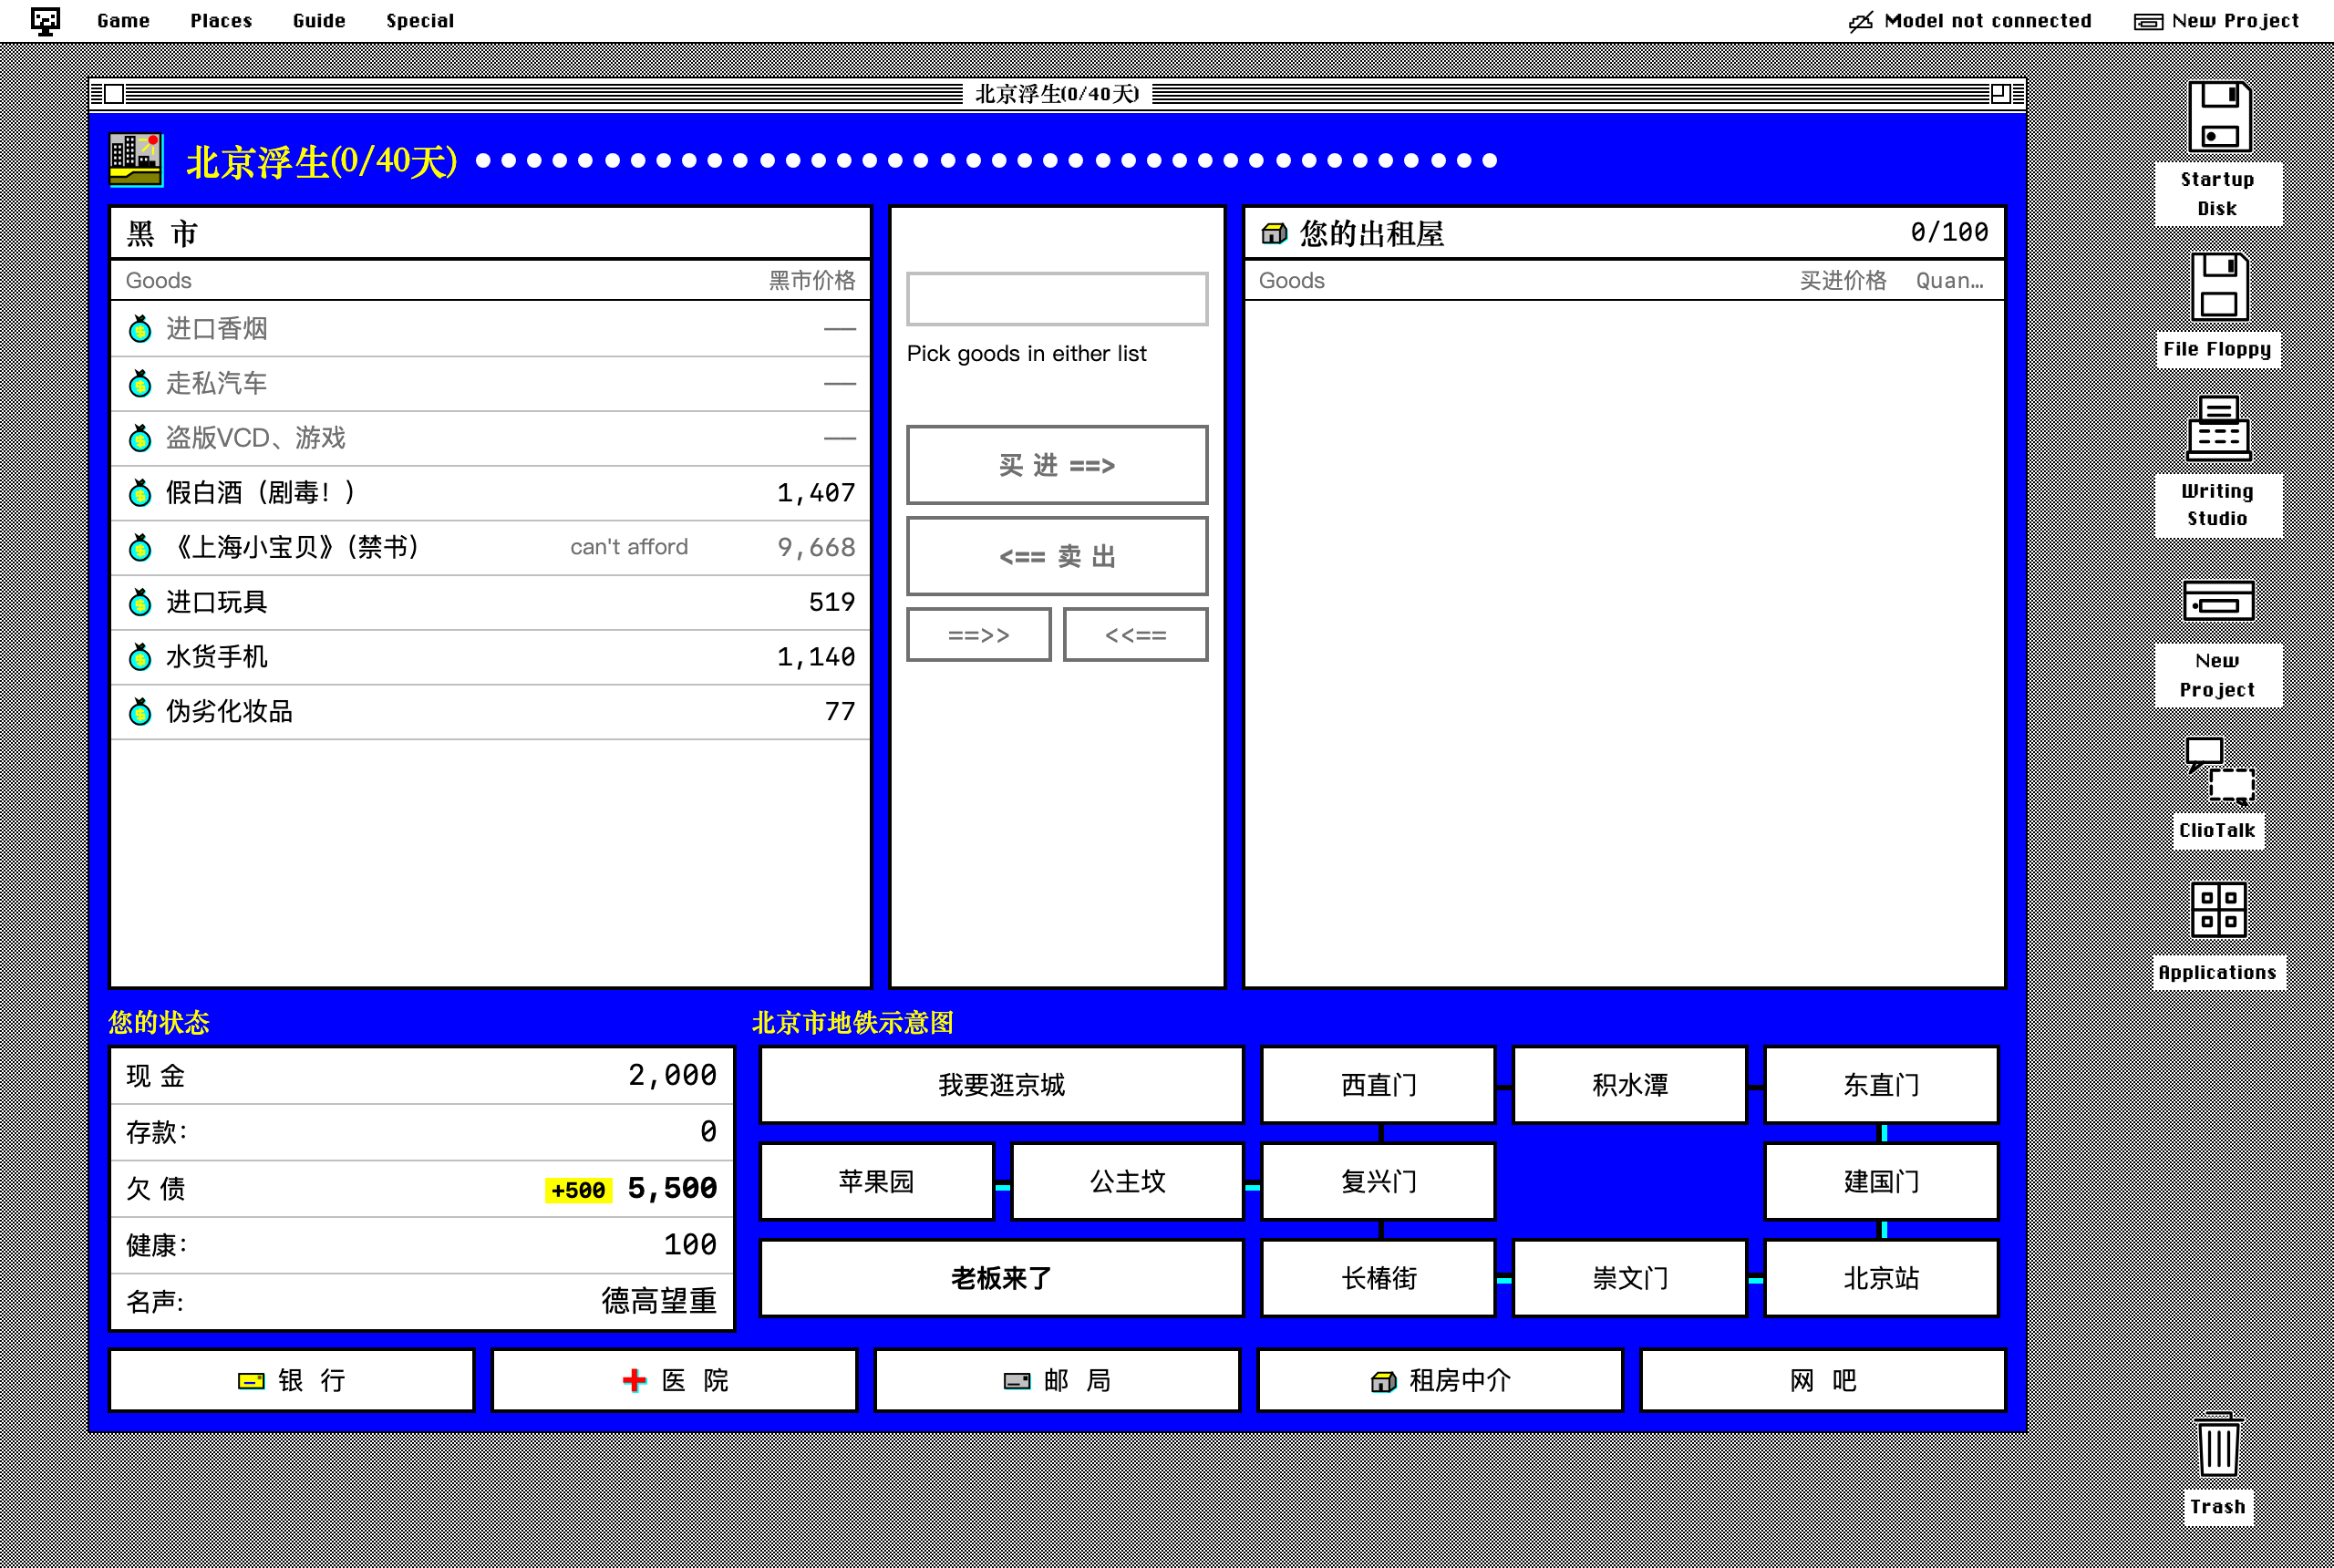 Game Places Guide Special Model not connected New Project
北京浮生(0/40天)
北京浮生(0/40天)
黑 市
Goods 黑市价格
进口香烟 —
走私汽车 —
盗版VCD、游戏 —
假白酒（剧毒！） 1,407
《上海小宝贝》（禁书） can't afford 9,668
进口玩具 519
水货手机 1,140
伪劣化妆品 77
Pick goods in either list
买 进 ==>
<== 卖 出
==>> <<==
您的出租屋 0/100
Goods 买进价格 Quan…
您的状态
现 金 2,000
存款： 0
欠 债 +500 5,500
健康： 100
名声： 德高望重
北京市地铁示意图
我要逛京城 西直门 积水潭 东直门
苹果园 公主坟 复兴门 建国门
老板来了 长椿街 崇文门 北京站
银 行 医 院 邮 局 租房中介 网 吧
Startup
Disk
File Floppy
Writing
Studio
New
Project
ClioTalk
Applications
Trash